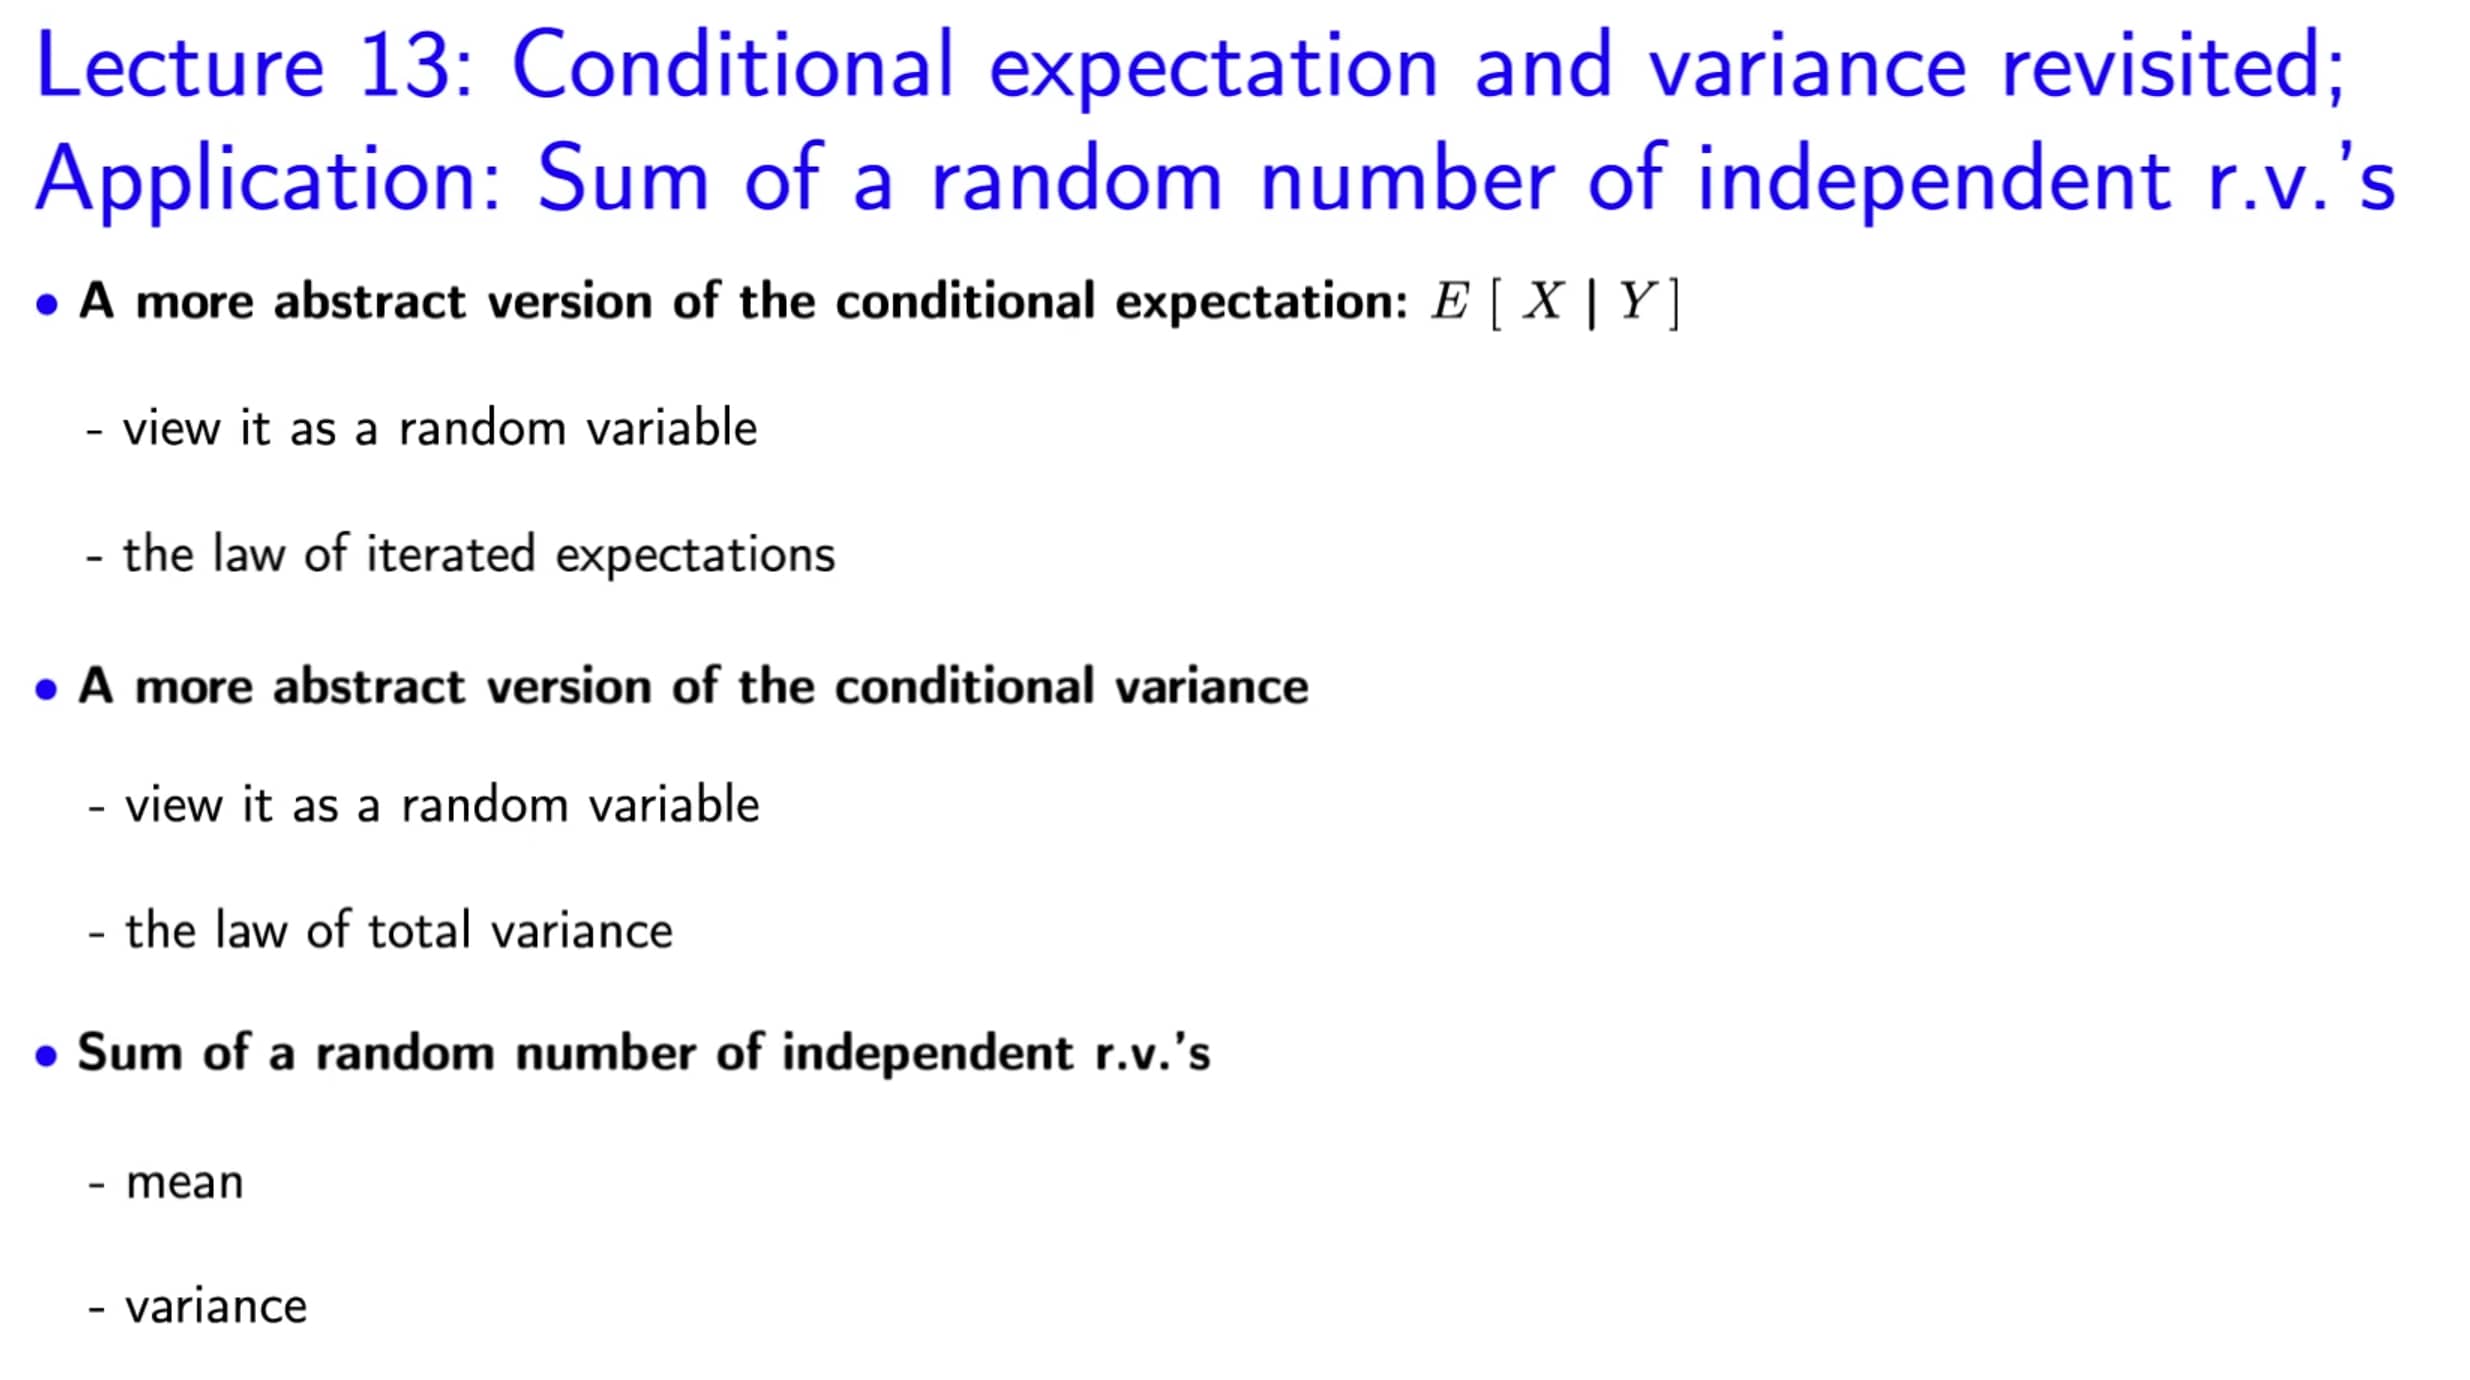 Lecture 13: Conditional expectation and variance revisited;
Application: Sum of a random number of independent r.v.'s
• A more abstract version of the conditional expectation: E [ X | Y ]
- view it as a random variable
- the law of iterated expectations
• A more abstract version of the conditional variance
- view it as a random variable
- the law of total variance
• Sum of a random number of independent r.v.'s
- mean
- variance